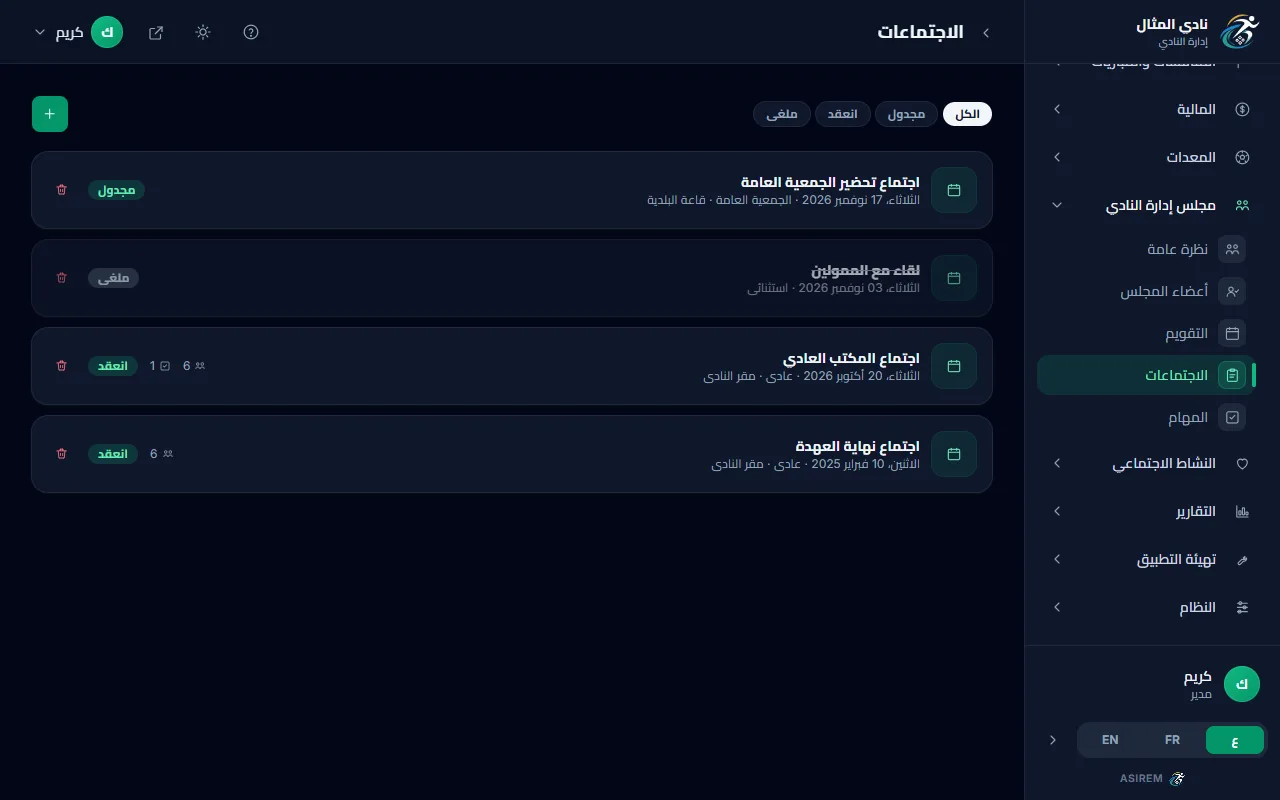 نادي المثال
إدارة النادي
المالية
المعدات
مجلس إدارة النادي
نظرة عامة
أعضاء المجلس
التقويم
الاجتماعات
المهام
النشاط الاجتماعي
التقارير
تهيئة التطبيق
النظام
ك
كريم
مدير
ع
FR
EN
ASIREM
الاجتماعات
ك
كريم
الكل
مجدول
انعقد
ملغى
+
اجتماع تحضير الجمعية العامة
الثلاثاء، 17 نوفمبر 2026 · الجمعية العامة · قاعة البلدية
مجدول
لقاء مع الممولين
الثلاثاء، 03 نوفمبر 2026 · استثنائي
ملغى
اجتماع المكتب العادي
الثلاثاء، 20 أكتوبر 2026 · عادي · مقر النادي
6
1
انعقد
اجتماع نهاية العهدة
الاثنين، 10 فبراير 2025 · عادي · مقر النادي
6
انعقد